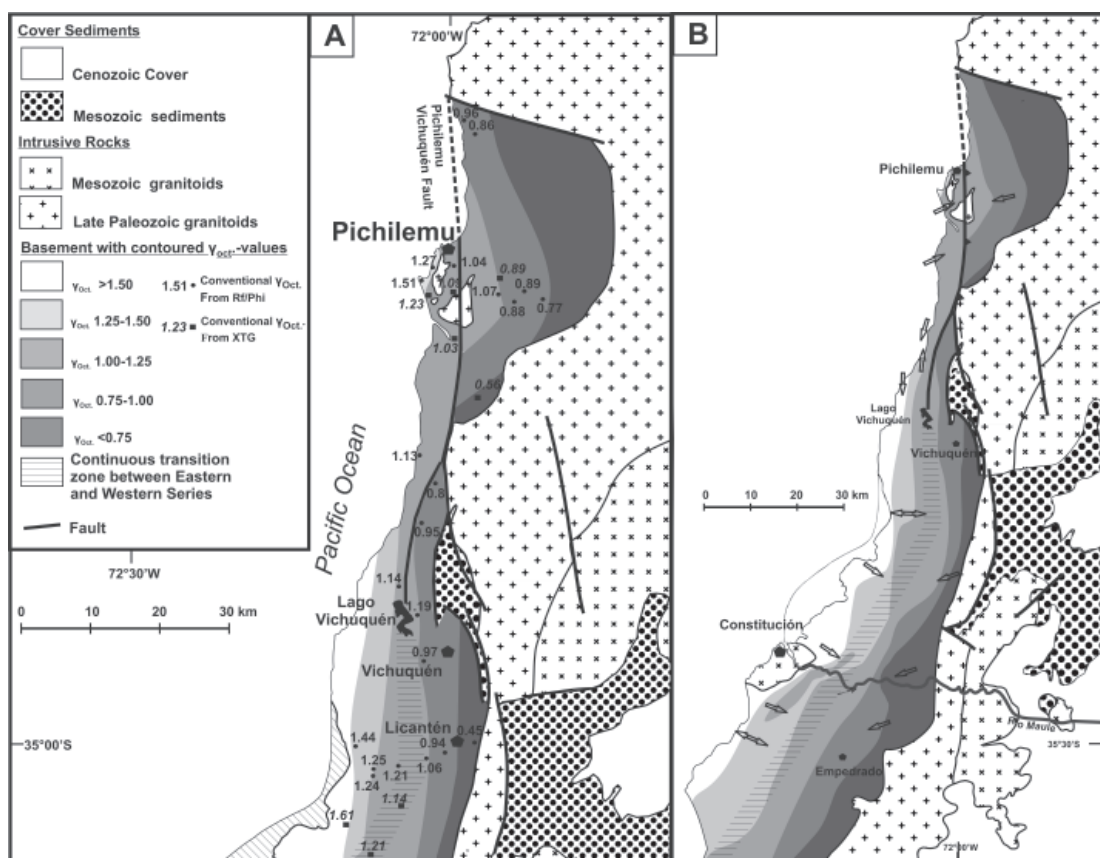 Cover Sediments
Cenozoic Cover
Mesozoic sediments
Intrusive Rocks
Mesozoic granitoids
Late Paleozoic granitoids
Basement with contoured γoct.-values
γOct. >1.50
1.51 Conventional γOct. From Rf/Phi
γOct. 1.25-1.50
1.23 Conventional γOct.- From XTG
γOct. 1.00-1.25
γOct. 0.75-1.00
γOct. <0.75
Continuous transition
zone between Eastern
and Western Series
Fault
72°30'W
0 10 20 30 km
35°00'S
A
72°00'W
Pichilemu
Vichuquén Fault
0.96
0.86
Pichilemu
1.27
1.04
0.89
1.51
1.09
1.07
0.89
1.23
0.88
0.77
1.03
0.56
Pacific Ocean
1.13
0.8
0.95
1.14
1.19
Lago
Vichuquén
0.97
Vichuquén
Licantén
0.45
1.44
0.94
1.25
1.21
1.06
1.24
1.14
1.61
1.21
B
Pichilemu
Lago
Vichuquén
Vichuquén
0 10 20 30 km
Constitución
Río Maule
35°30'S
Empedrado
72°30'W